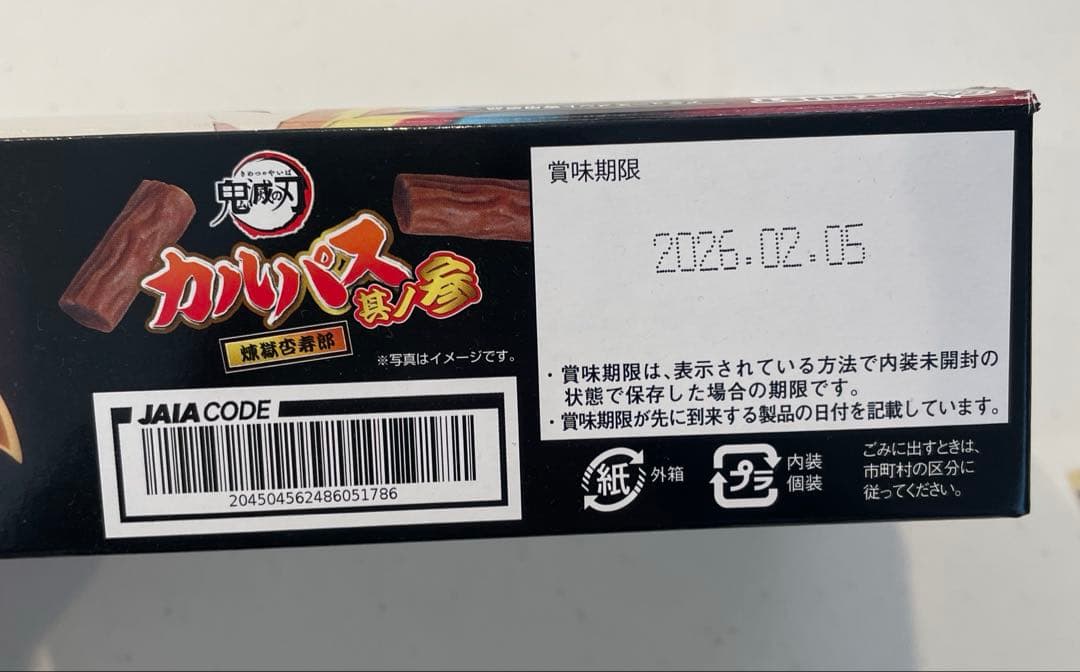 きめつのやいば
鬼滅の刃
カルパス
其ノ参
煉獄杏寿郎
※写真はイメージです。
JAIA CODE
204504562486051786
賞味期限
2026.02.05
・賞味期限は、表示されている方法で内装未開封の
状態で保存した場合の期限です。
・賞味期限が先に到来する製品の日付を記載しています。
紙
外箱
プラ
内装
個装
ごみに出すときは、
市町村の区分に
従ってください。